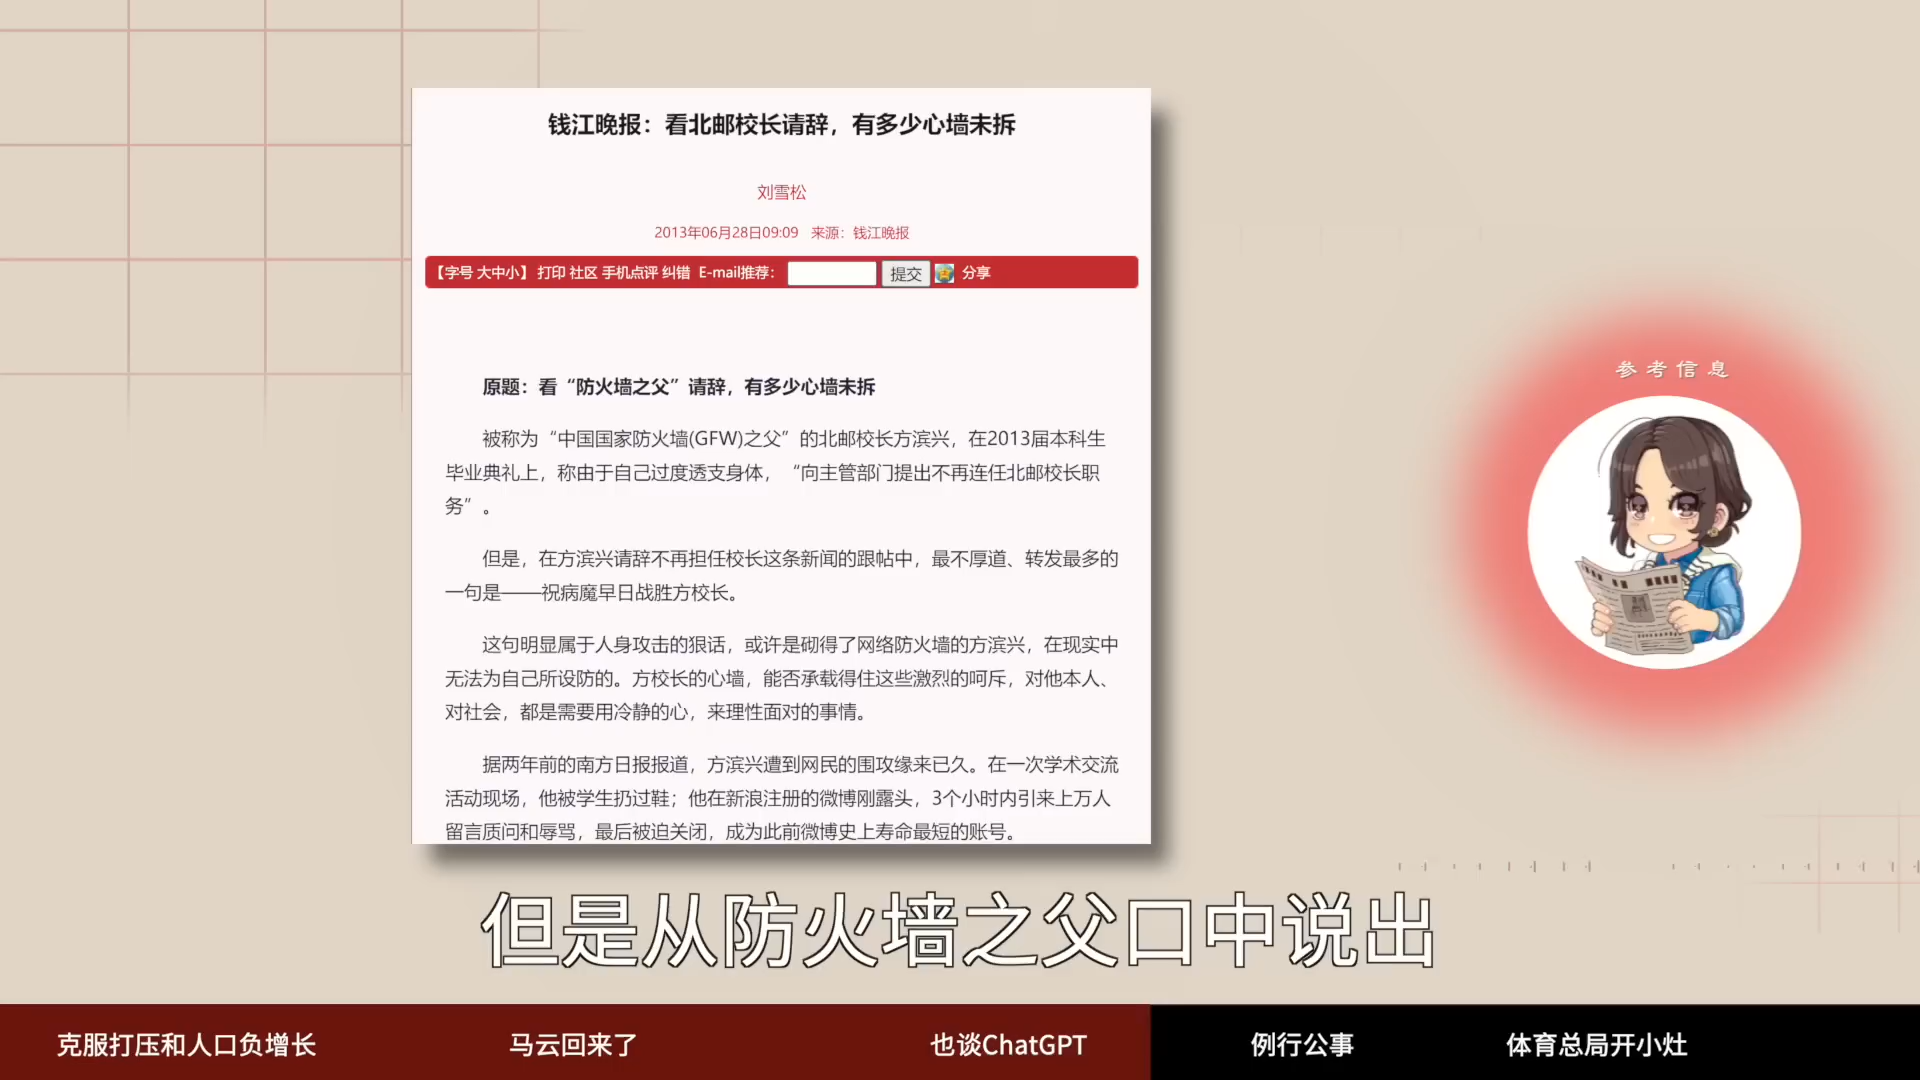 钱江晚报：看北邮校长请辞，有多少心墙未拆
刘雪松
2013年06月28日09:09 来源：钱江晚报
【字号 大中小】 打印 社区 手机点评 纠错 E-mail推荐： 提交 分享
原题：看“防火墙之父”请辞，有多少心墙未拆
被称为“中国国家防火墙(GFW)之父”的北邮校长方滨兴，在2013届本科生
毕业典礼上，称由于自己过度透支身体，“向主管部门提出不再连任北邮校长职
务”。
但是，在方滨兴请辞不再担任校长这条新闻的跟帖中，最不厚道、转发最多的
一句是——祝病魔早日战胜方校长。
这句明显属于人身攻击的狠话，或许是砌得了网络防火墙的方滨兴，在现实中
无法为自己所设防的。方校长的心墙，能否承载得住这些激烈的呵斥，对他本人、
对社会，都是需要用冷静的心，来理性面对的事情。
据两年前的南方日报报道，方滨兴遭到网民的围攻缘来已久。在一次学术交流
活动现场，他被学生扔过鞋；他在新浪注册的微博刚露头，3个小时内引来上万人
留言质问和辱骂，最后被迫关闭，成为此前微博史上寿命最短的账号。
参考信息
但是从防火墙之父口中说出
克服打压和人口负增长
马云回来了
也谈ChatGPT
例行公事
体育总局开小灶